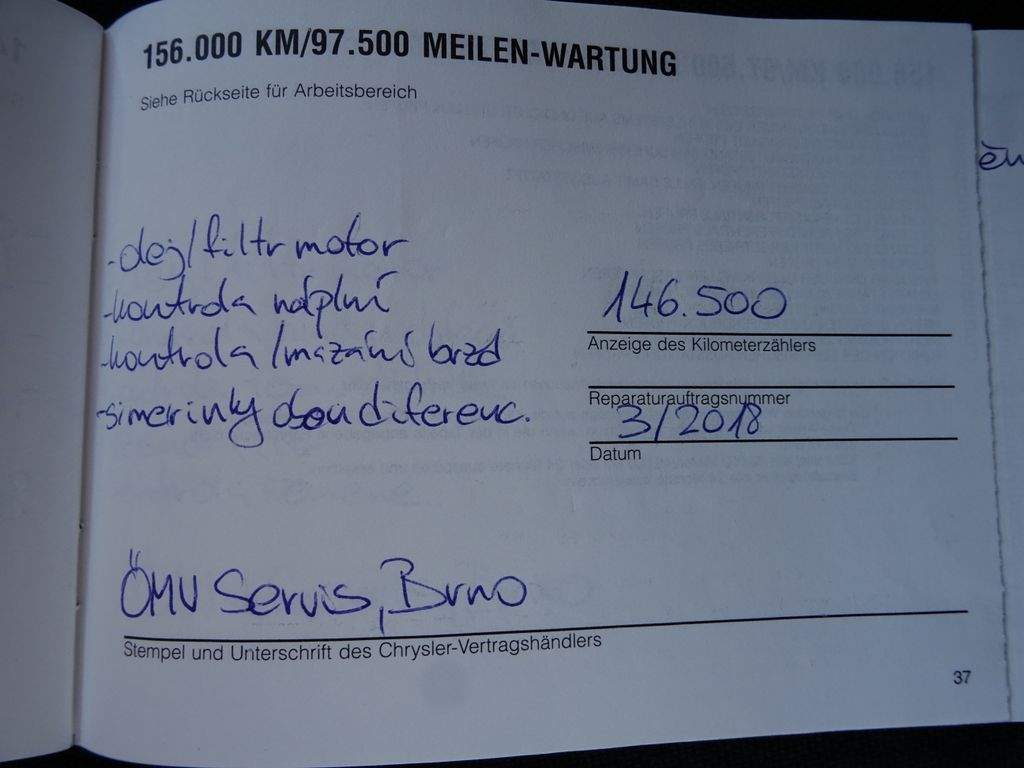 156.000 KM/97.500 MEILEN-WARTUNG
Siehe Rückseite für Arbeitsbereich
-olej/filtr motor
-kontrola náplní
-kontrola/mazání brzd
-simerinky obou diferenc.
146.500
Anzeige des Kilometerzählers
Reparaturauftragsnummer
3/2018
Datum
ÖMV Servis, Brno
Stempel und Unterschrift des Chrysler-Vertragshändlers
37